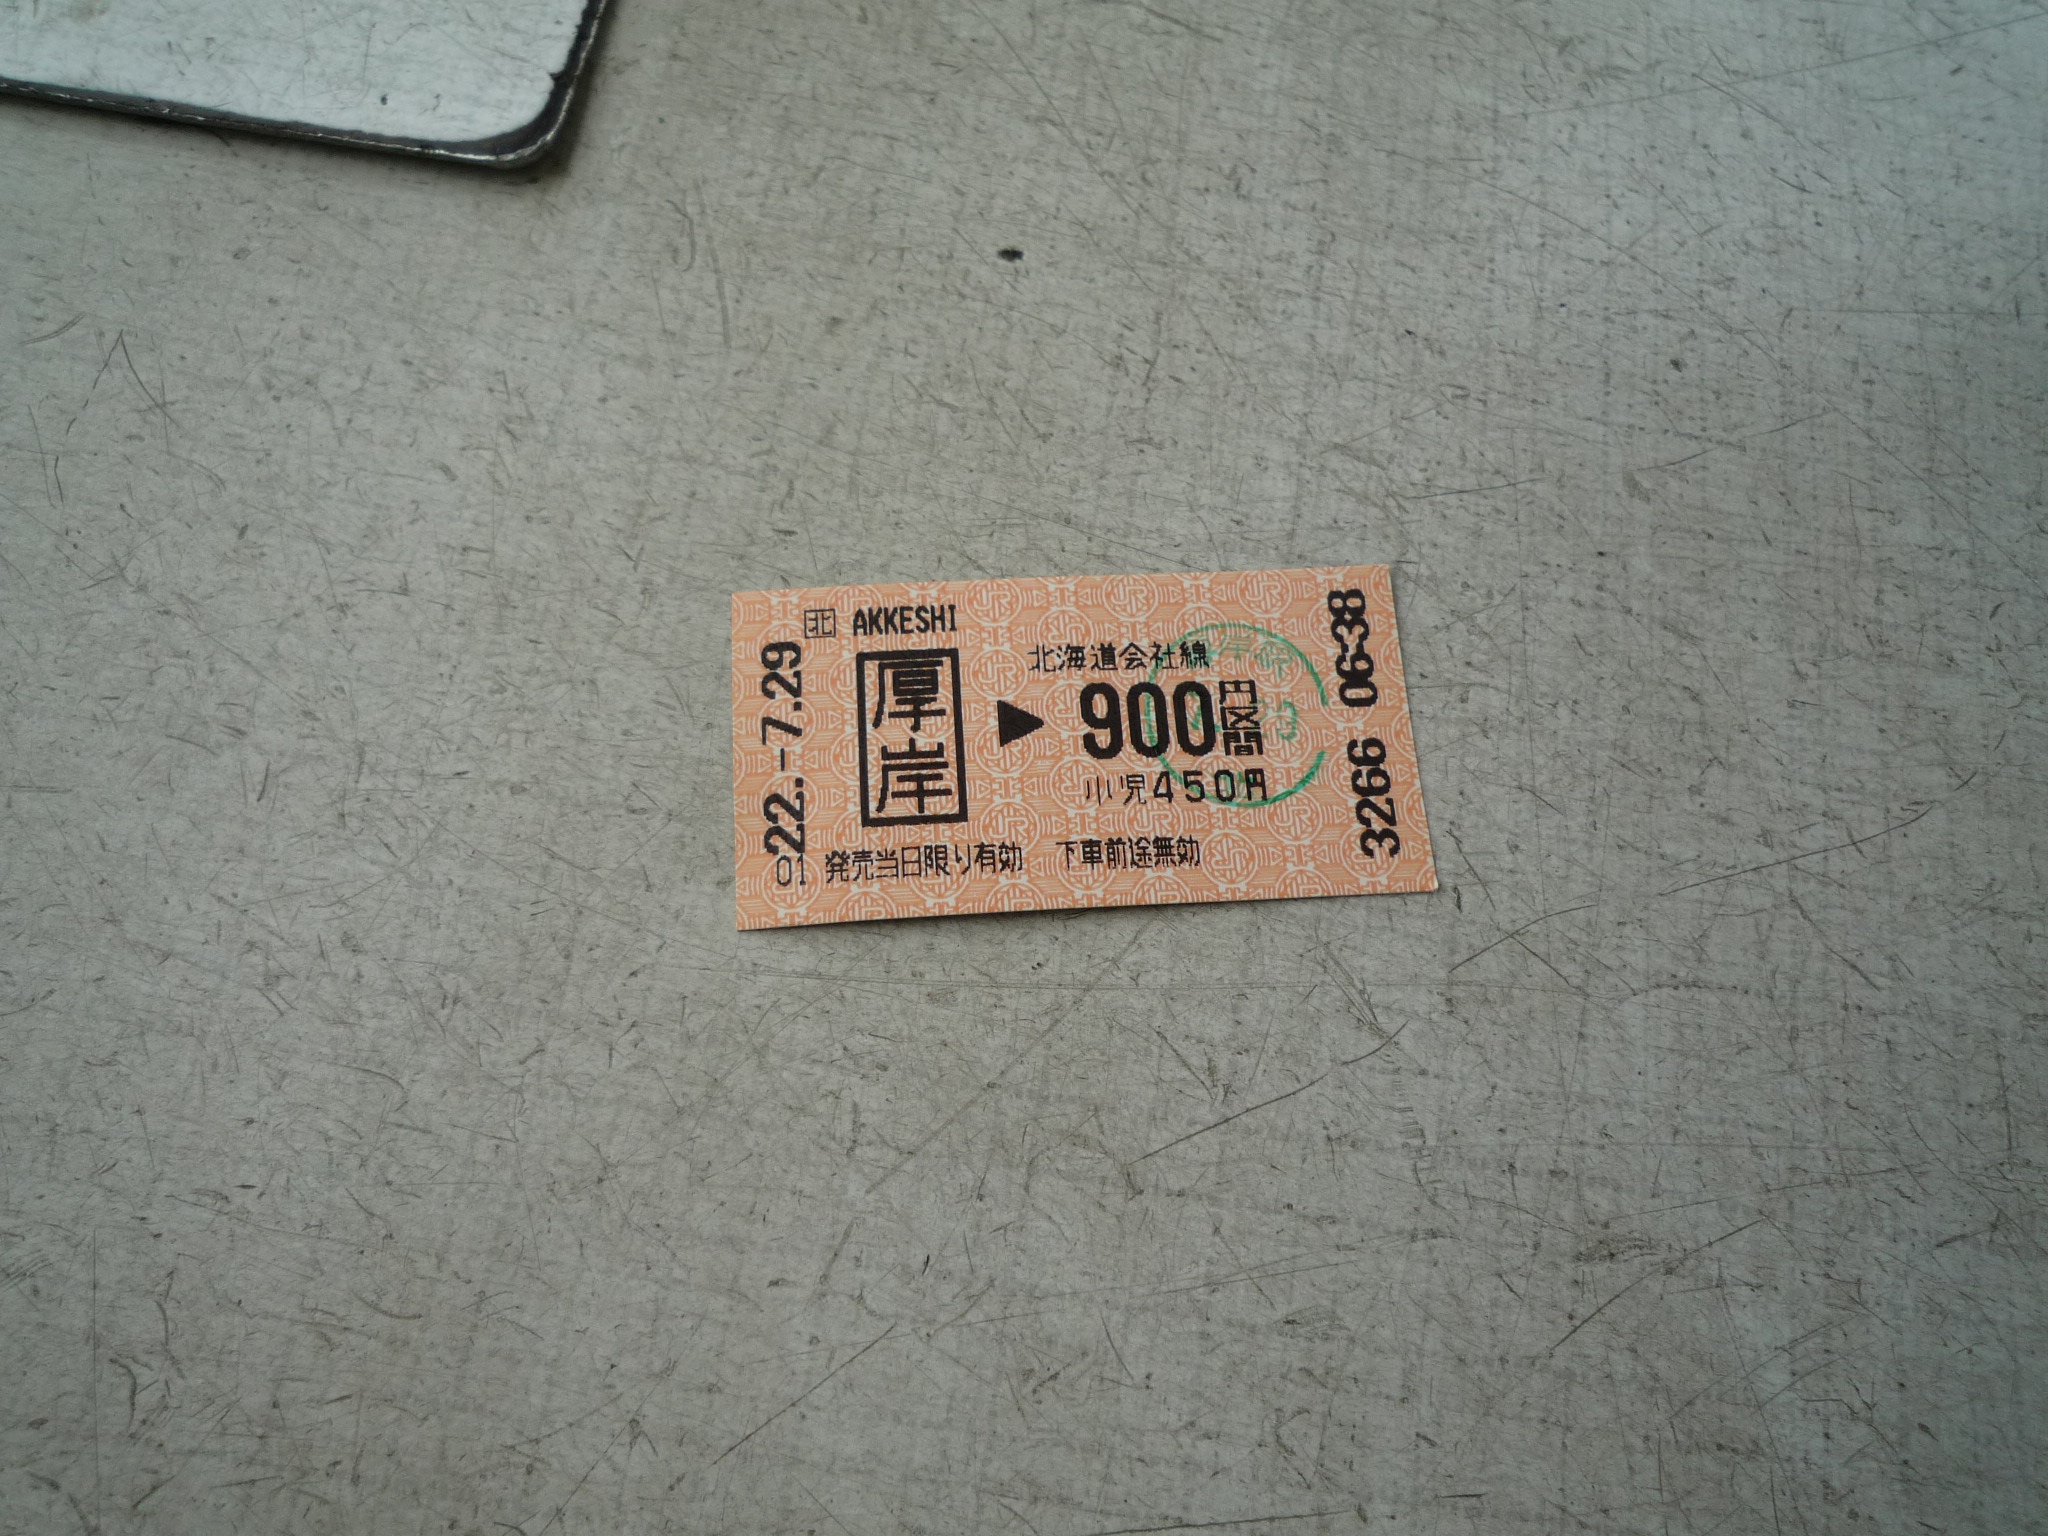 22.-7.29
北 AKKESHI
厚岸
北海道会社線
▶ 900円区間
小児450円
01 発売当日限り有効 下車前途無効
3266 06-38